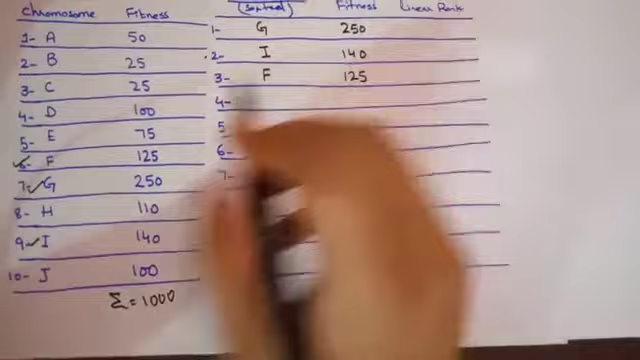 Chromosome Fitness
1- A 50
2- B 25
3- C 25
4- D 100
5- E 75
6- F 125
7- G 250
8- H 110
9- I 140
10- J 100
Σ = 1000
(sorted) Fitness Linear Rank
1- G 250
2- I 140
3- F 125
4-
5
6-
7-